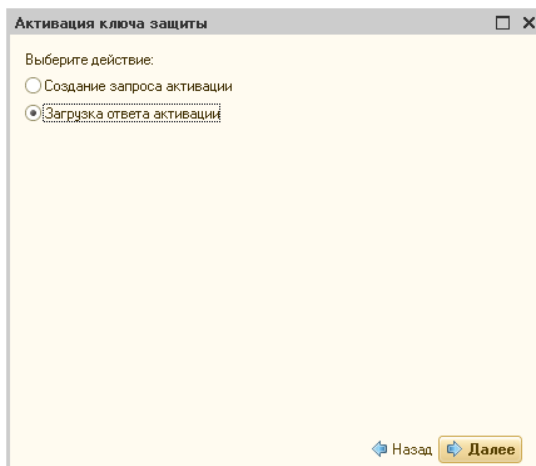 Активация ключа защиты
Выберите действие:
Создание запроса активации
Загрузка ответа активации
Назад Далее